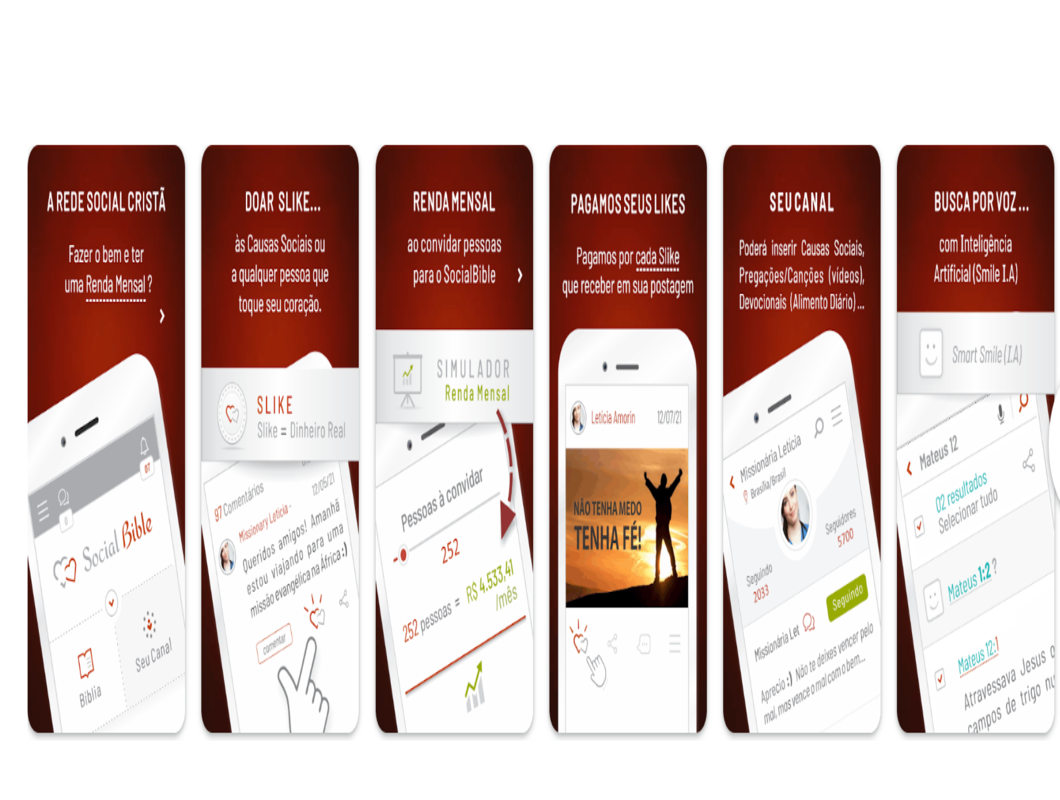 A REDE SOCIAL CRISTÃ
Fazer o bem e ter
uma Renda Mensal ?
97
0
Social Bible
Bíblia
Seu Canal
DOAR SLIKE...
às Causas Sociais ou
a qualquer pessoa que
toque seu coração.
SLIKE
Slike = Dinheiro Real
97 Comentários
12/05/21
Missionary Letícia -
Queridos amigos! Amanhã
estou viajando para uma
missão evangélica na África :)
comentar
RENDA MENSAL
ao convidar pessoas
para o SocialBible
SIMULADOR
Renda Mensal
Pessoas à convidar
252
252 pessoas = R$ 4.533,41
/mês
PAGAMOS SEUS LIKES
Pagamos por cada Slike
que receber em sua postagem
Letícia Amorin
12/07/21
NÃO TENHA MEDO
TENHA FÉ!
SEU CANAL
Poderá inserir Causas Sociais,
Pregações/Canções (vídeos),
Devocionais (Alimento Diário) ...
Missionária Letícia
Brasília/Brasil
Seguidores
5700
Seguindo
2033
Seguindo
Missionária Let
Aprecio :) Não te deixes vencer pelo
mal, mas vence o mal com o bem...
BUSCA POR VOZ ...
com Inteligência
Artificial (Smile I.A)
Smart Smile (I.A)
Mateus 12
02 resultados
Selecionar tudo
Mateus 1:2 ?
Mateus 12:1
Atravessava Jesus o
campos de trigo nu